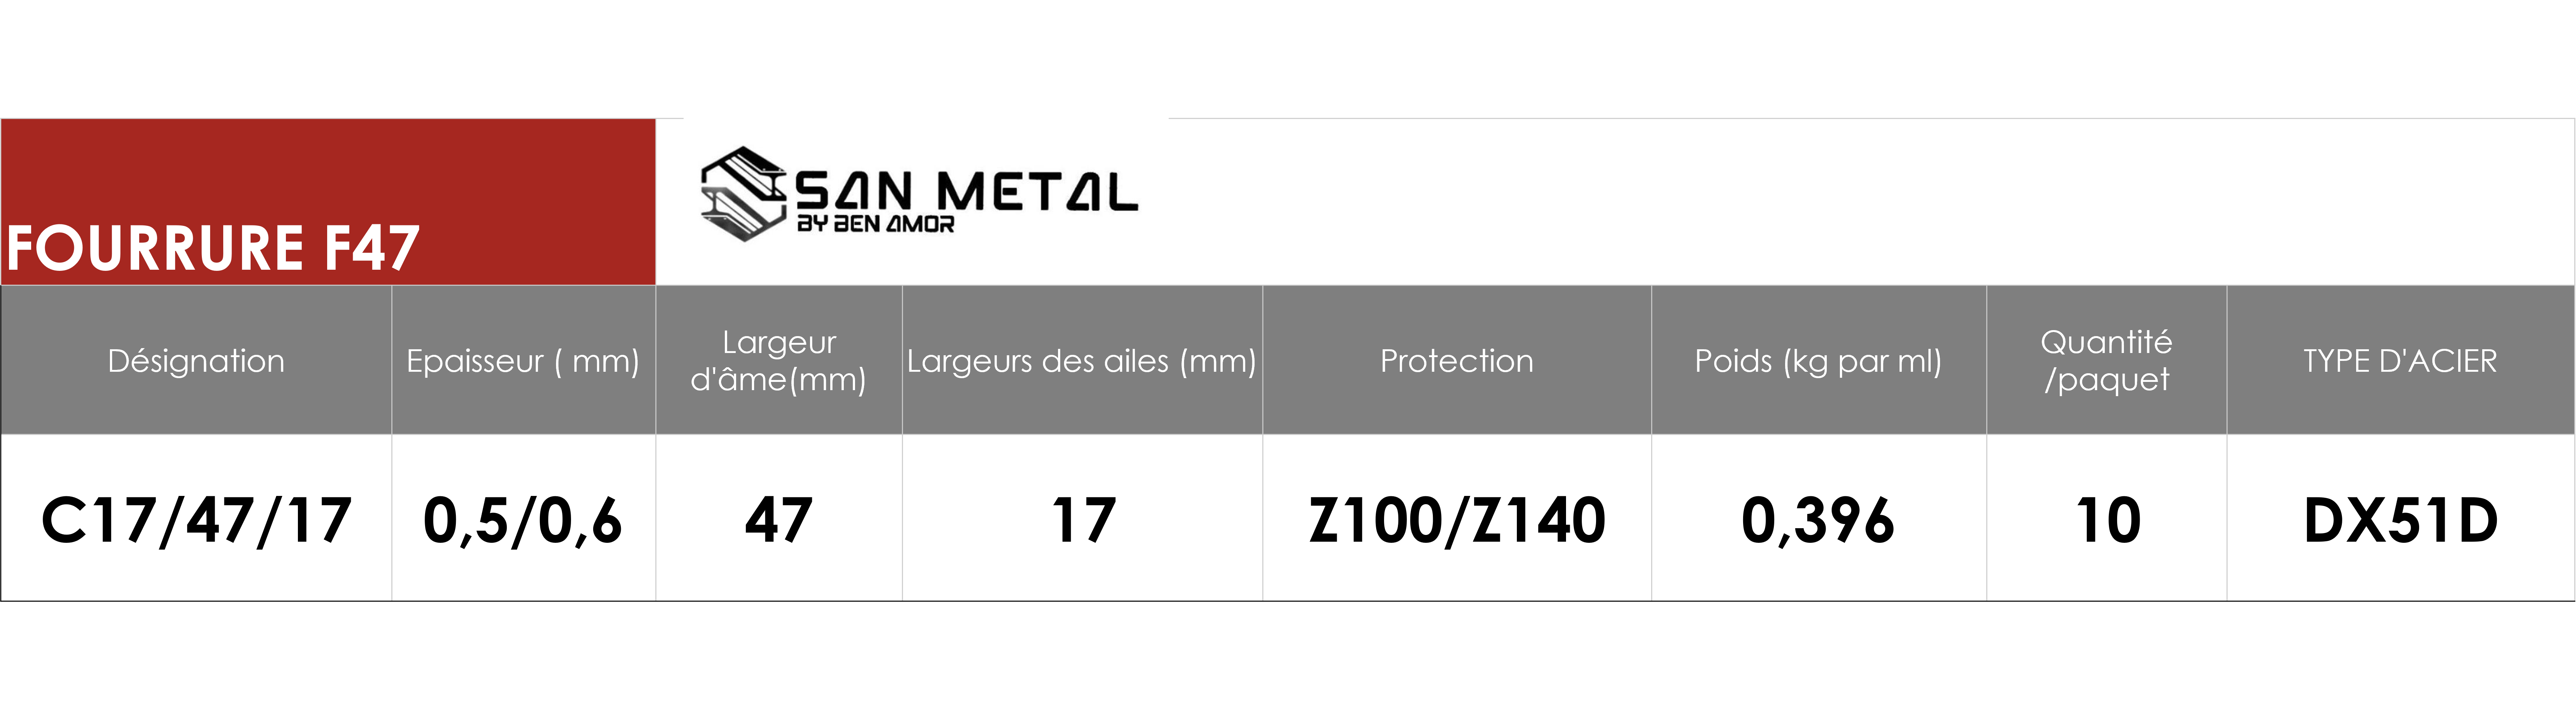 SAN METAL
BY BEN AMOR
FOURRURE F47
Désignation
Epaisseur ( mm)
Largeur
d'âme(mm)
Largeurs des ailes (mm)
Protection
Poids (kg par ml)
Quantité
/paquet
TYPE D'ACIER
C17/47/17
0,5/0,6
47
17
Z100/Z140
0,396
10
DX51D